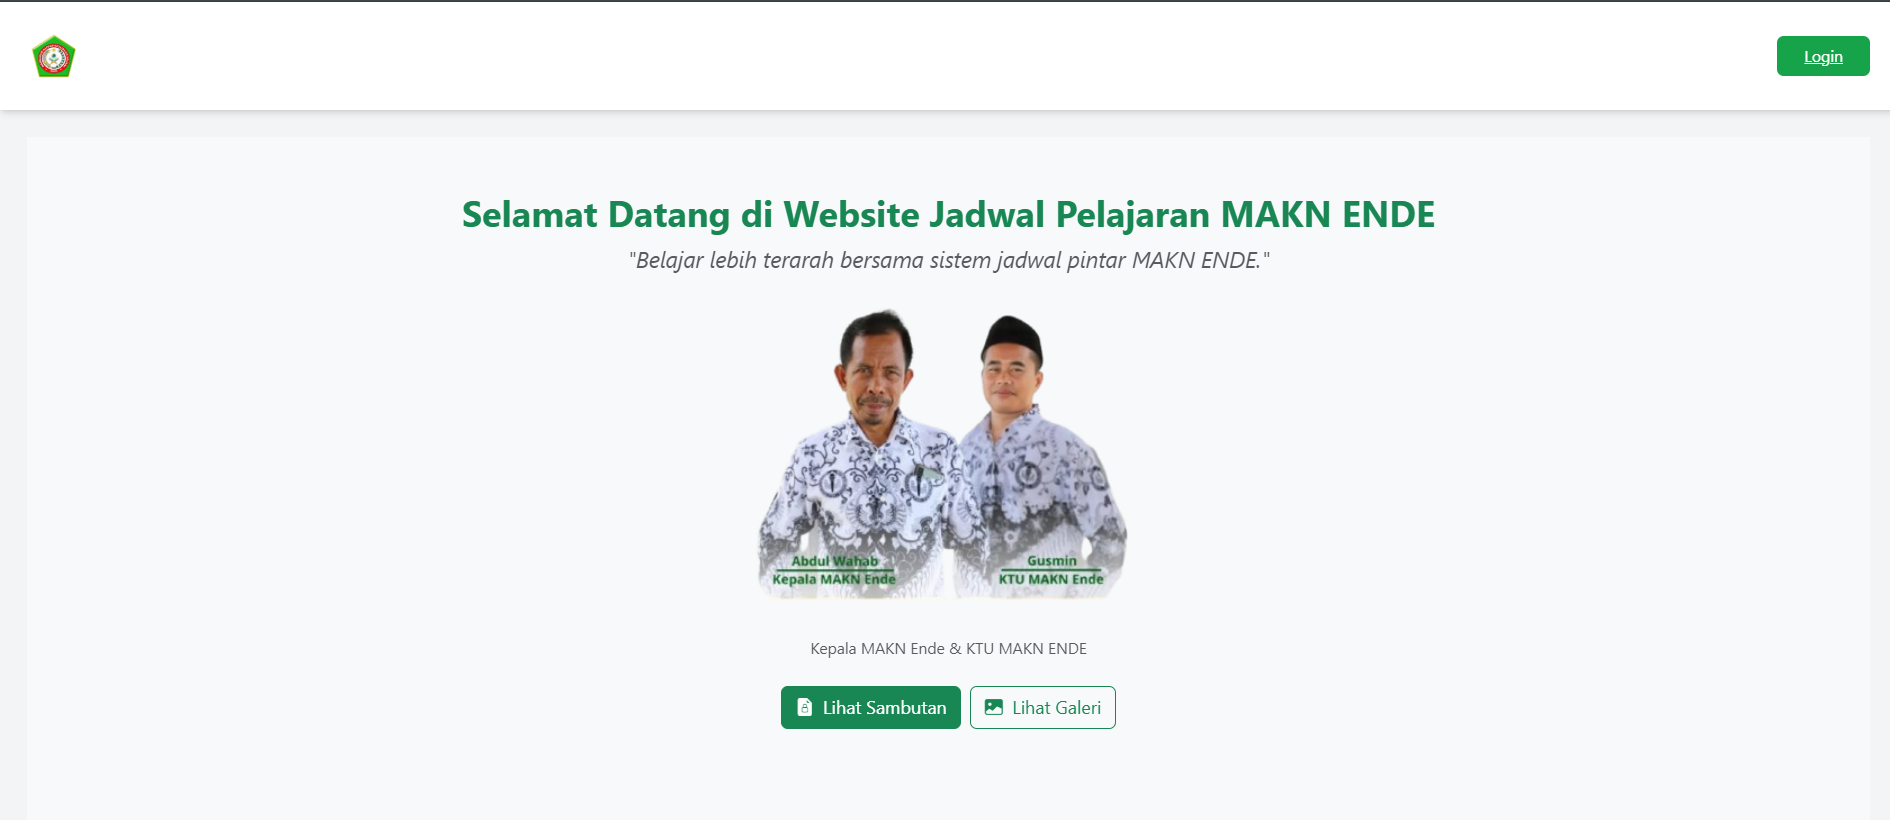 Login
Selamat Datang di Website Jadwal Pelajaran MAKN ENDE
"Belajar lebih terarah bersama sistem jadwal pintar MAKN ENDE."
Abdul Wahab
Kepala MAKN Ende
Gusmin
KTU MAKN Ende
Kepala MAKN Ende & KTU MAKN ENDE
Lihat Sambutan
Lihat Galeri